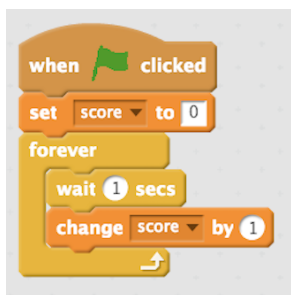 when clicked
set score to 0
forever
wait 1 secs
change score by 1